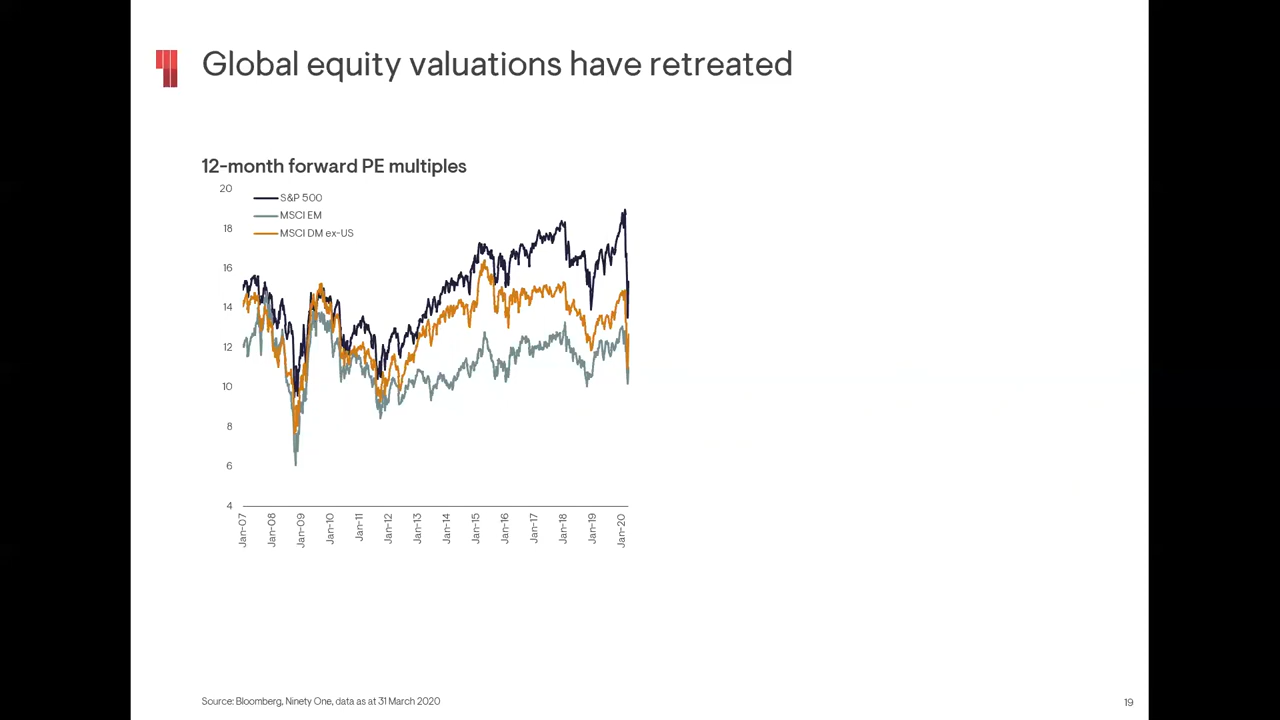 Global equity valuations have retreated
12-month forward PE multiples
20
18
16
14
12
10
8
6
4
S&P 500
MSCI EM
MSCI DM ex-US
Jan-07
Jan-08
Jan-09
Jan-10
Jan-11
Jan-12
Jan-13
Jan-14
Jan-15
Jan-16
Jan-17
Jan-18
Jan-19
Jan-20
Source: Bloomberg, Ninety One, data as at 31 March 2020
19